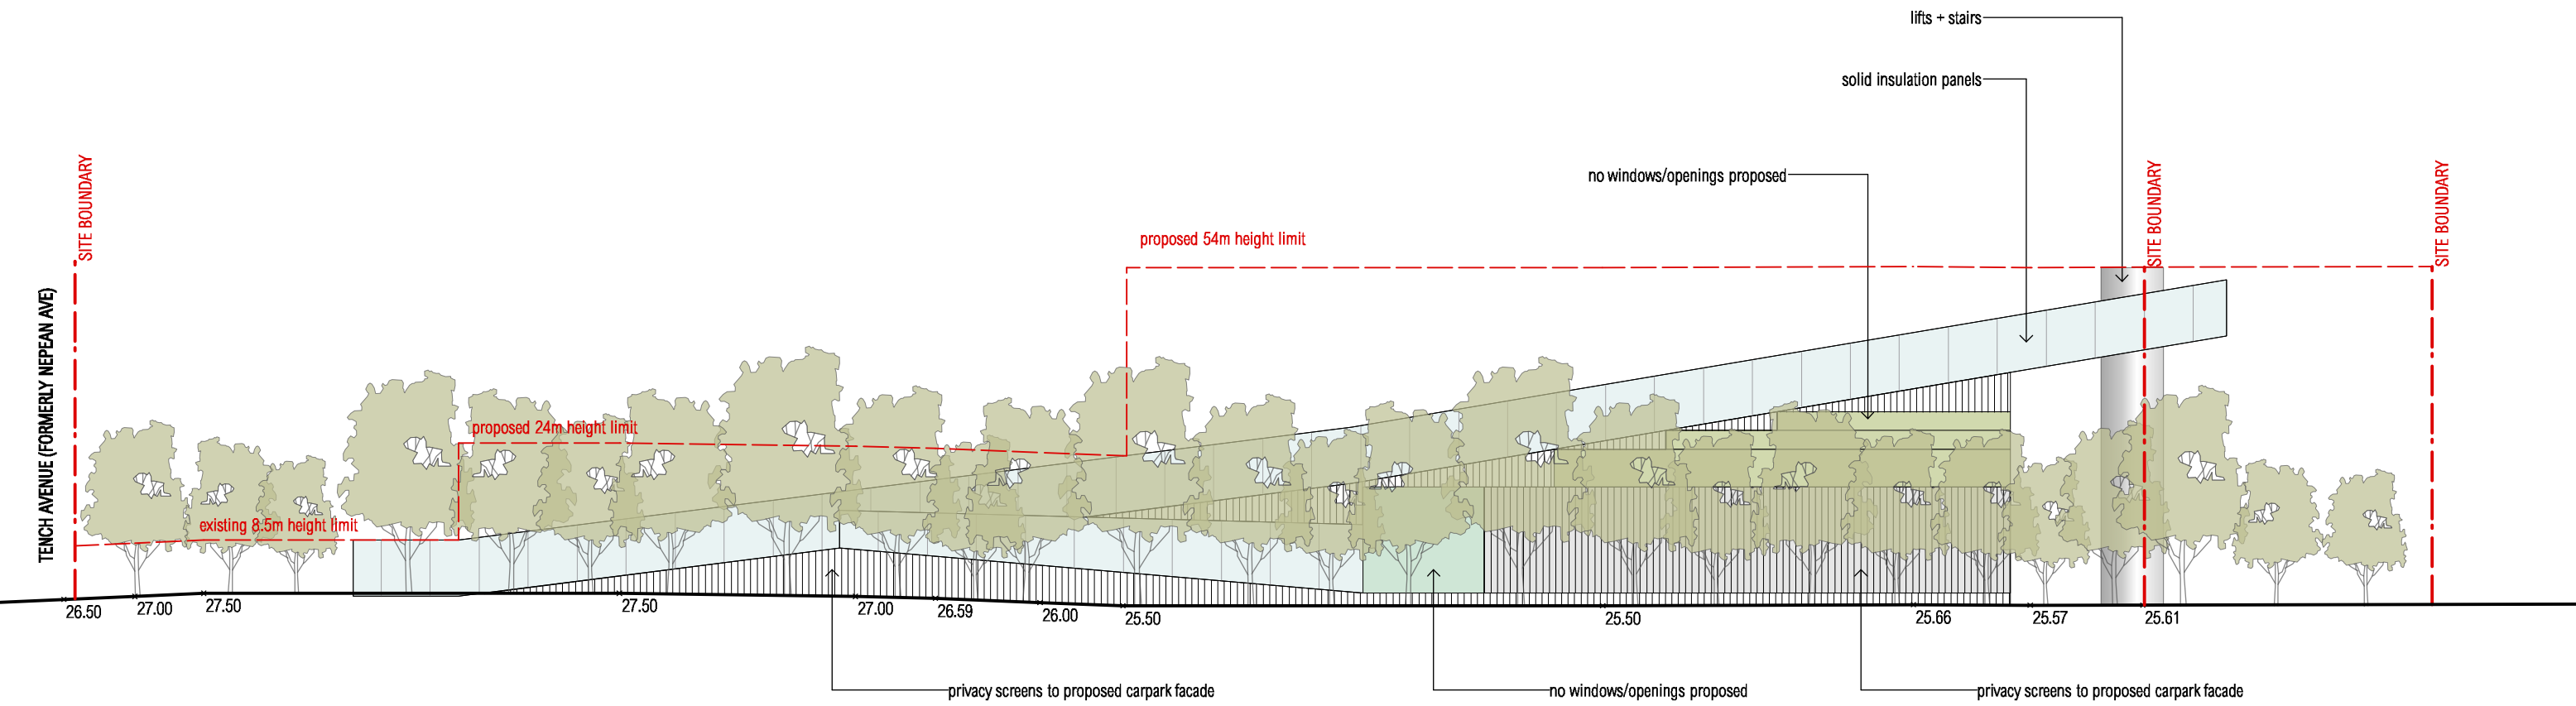 lifts + stairs
solid insulation panels
no windows/openings proposed
SITE BOUNDARY
SITE BOUNDARY
SITE BOUNDARY
proposed 54m height limit
TENCH AVENUE (FORMERLY NEPEAN AVE)
proposed 24m height limit
existing 8.5m height limit
26.50
27.00
27.50
27.50
27.00
26.59
26.00
25.50
25.50
25.66
25.57
25.61
privacy screens to proposed carpark facade
no windows/openings proposed
privacy screens to proposed carpark facade